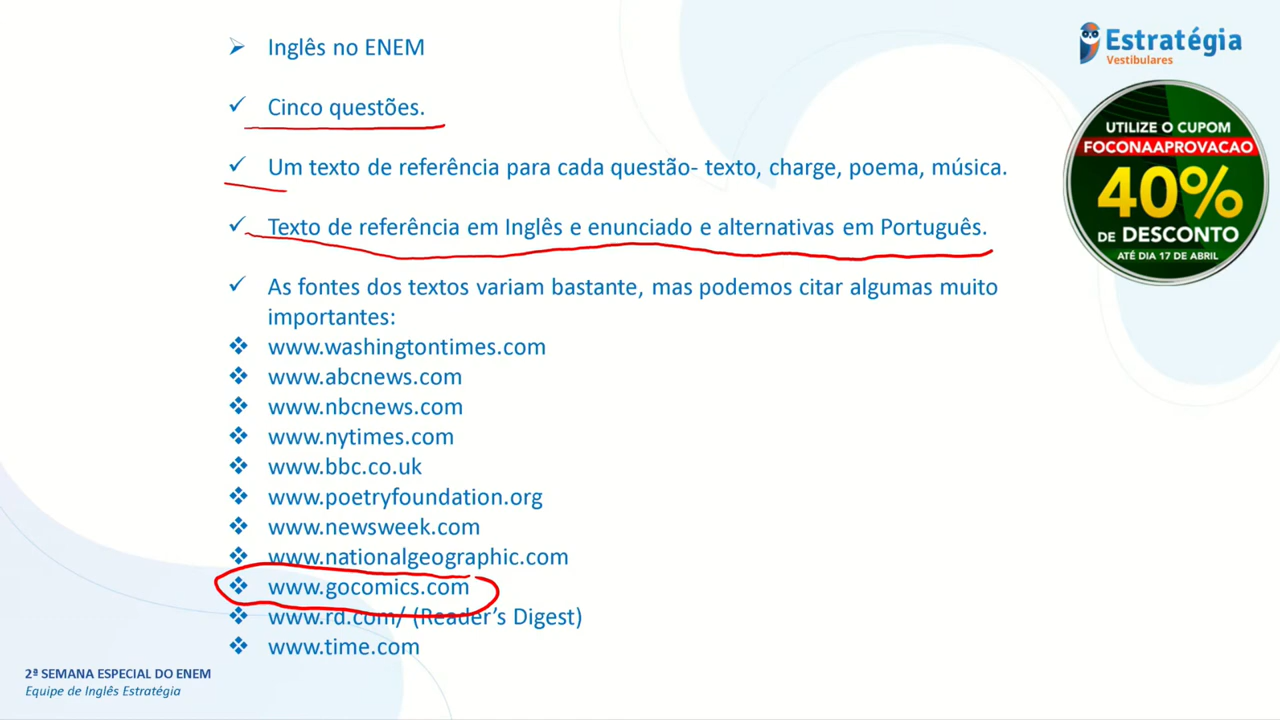 Inglês no ENEM
Cinco questões.
Um texto de referência para cada questão- texto, charge, poema, música.
Texto de referência em Inglês e enunciado e alternativas em Português.
As fontes dos textos variam bastante, mas podemos citar algumas muito
importantes:
www.washingtontimes.com
www.abcnews.com
www.nbcnews.com
www.nytimes.com
www.bbc.co.uk
www.poetryfoundation.org
www.newsweek.com
www.nationalgeographic.com
www.gocomics.com
www.rd.com/ (Reader’s Digest)
www.time.com
Estratégia
Vestibulares
UTILIZE O CUPOM
FOCONAAPROVACAO
40%
DE DESCONTO
ATÉ DIA 17 DE ABRIL
2ª SEMANA ESPECIAL DO ENEM
Equipe de Inglês Estratégia